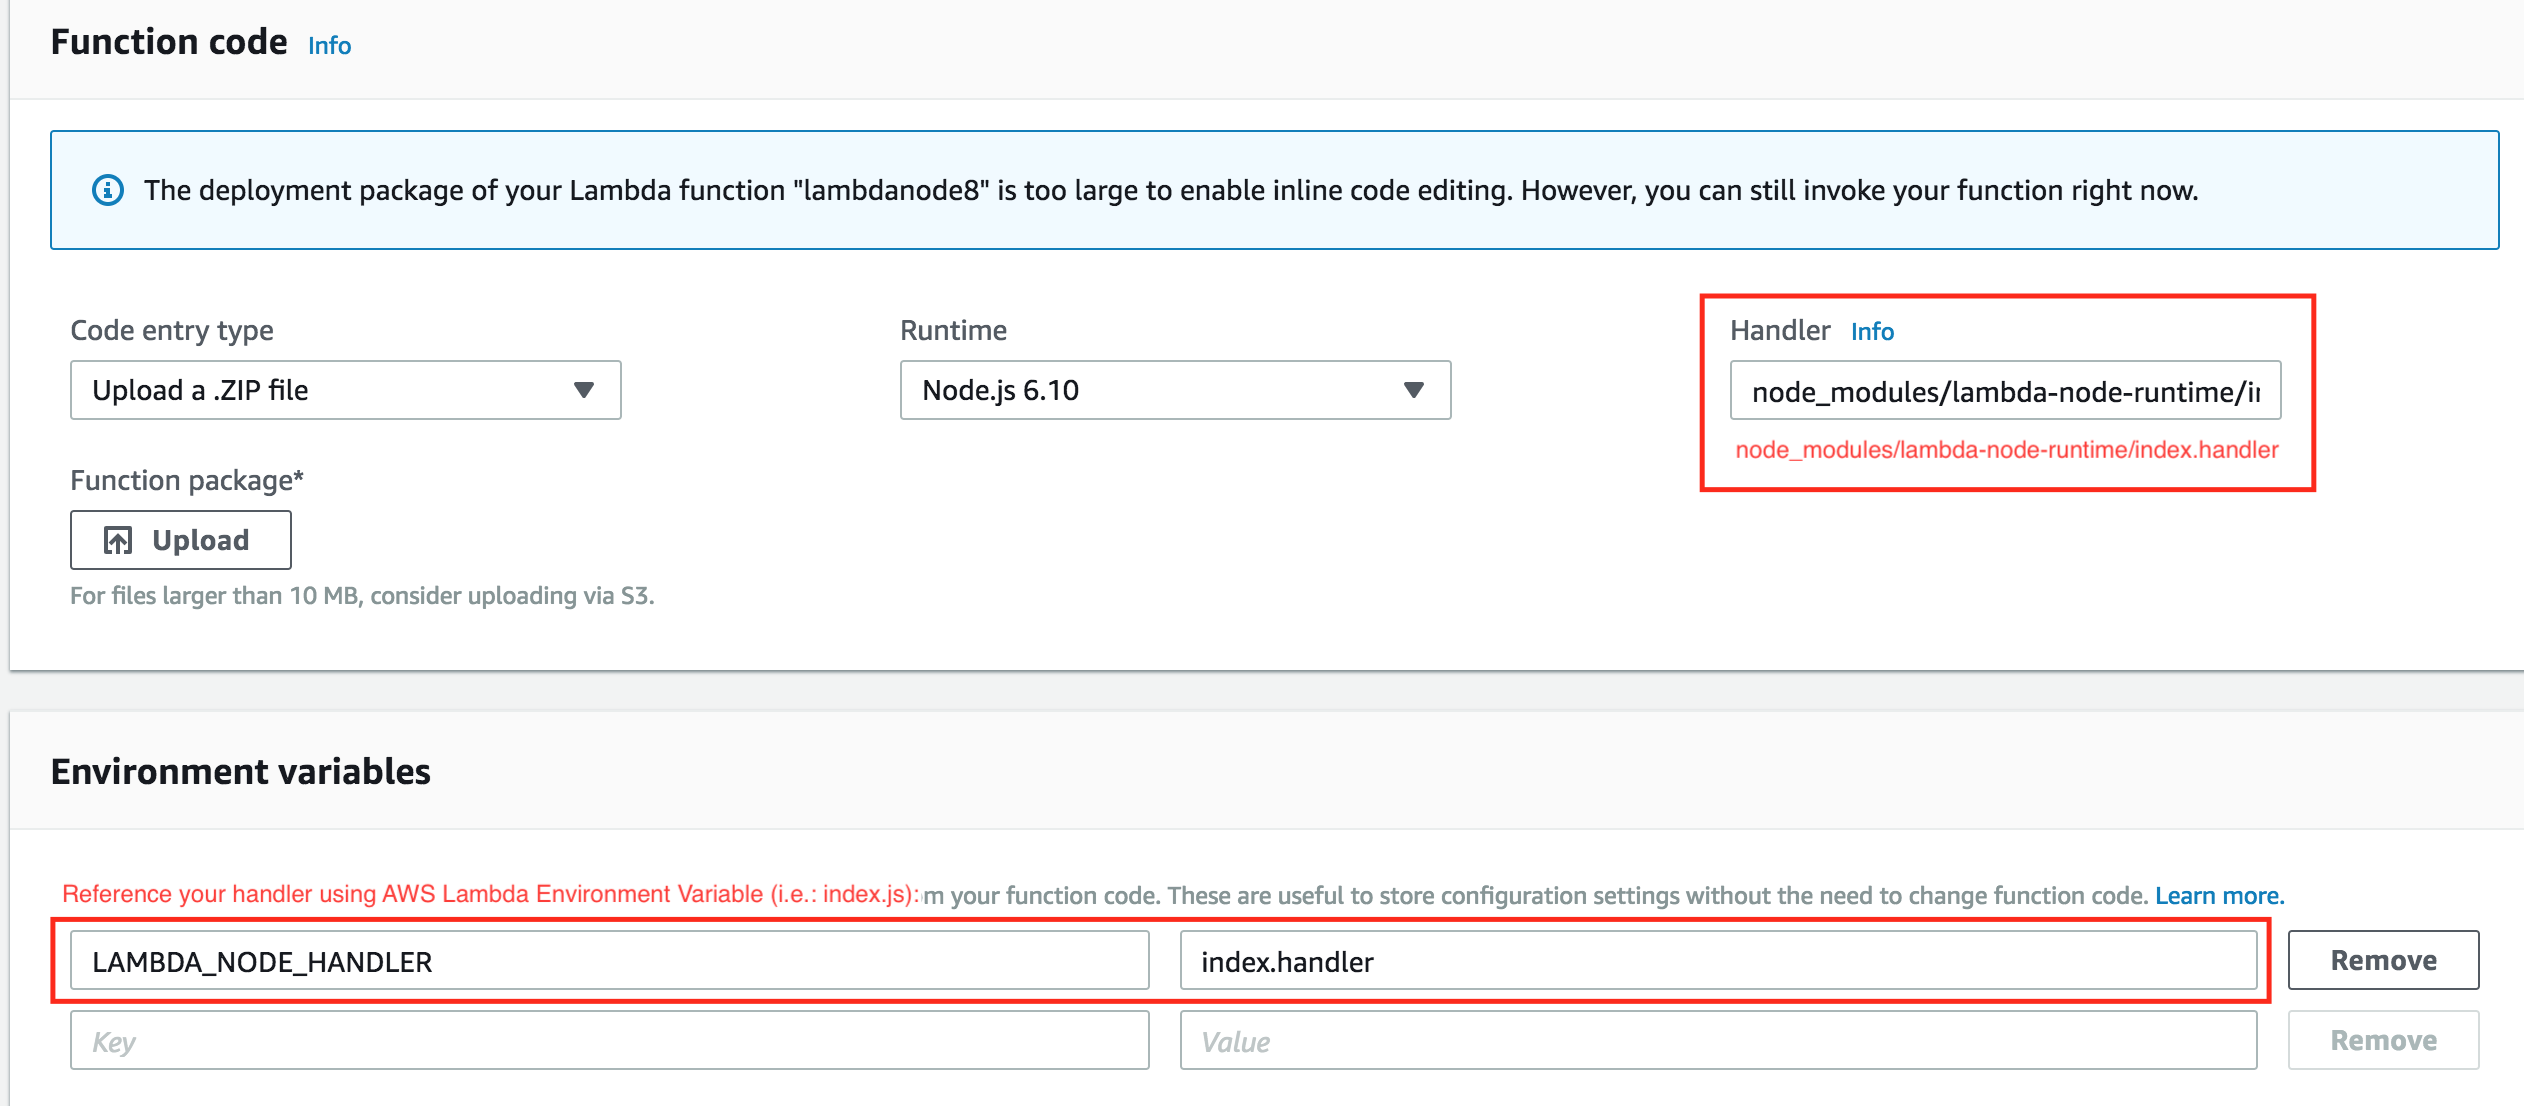 Function code Info
The deployment package of your Lambda function "lambdanode8" is too large to enable inline code editing. However, you can still invoke your function right now.
Code entry type
Upload a .ZIP file
Runtime
Node.js 6.10
Handler Info
node_modules/lambda-node-runtime/i
node_modules/lambda-node-runtime/index.handler
Function package*
Upload
For files larger than 10 MB, consider uploading via S3.
Environment variables
Reference your handler using AWS Lambda Environment Variable (i.e.: index.js): m your function code. These are useful to store configuration settings without the need to change function code. Learn more.
LAMBDA_NODE_HANDLER index.handler Remove
Key Value Remove